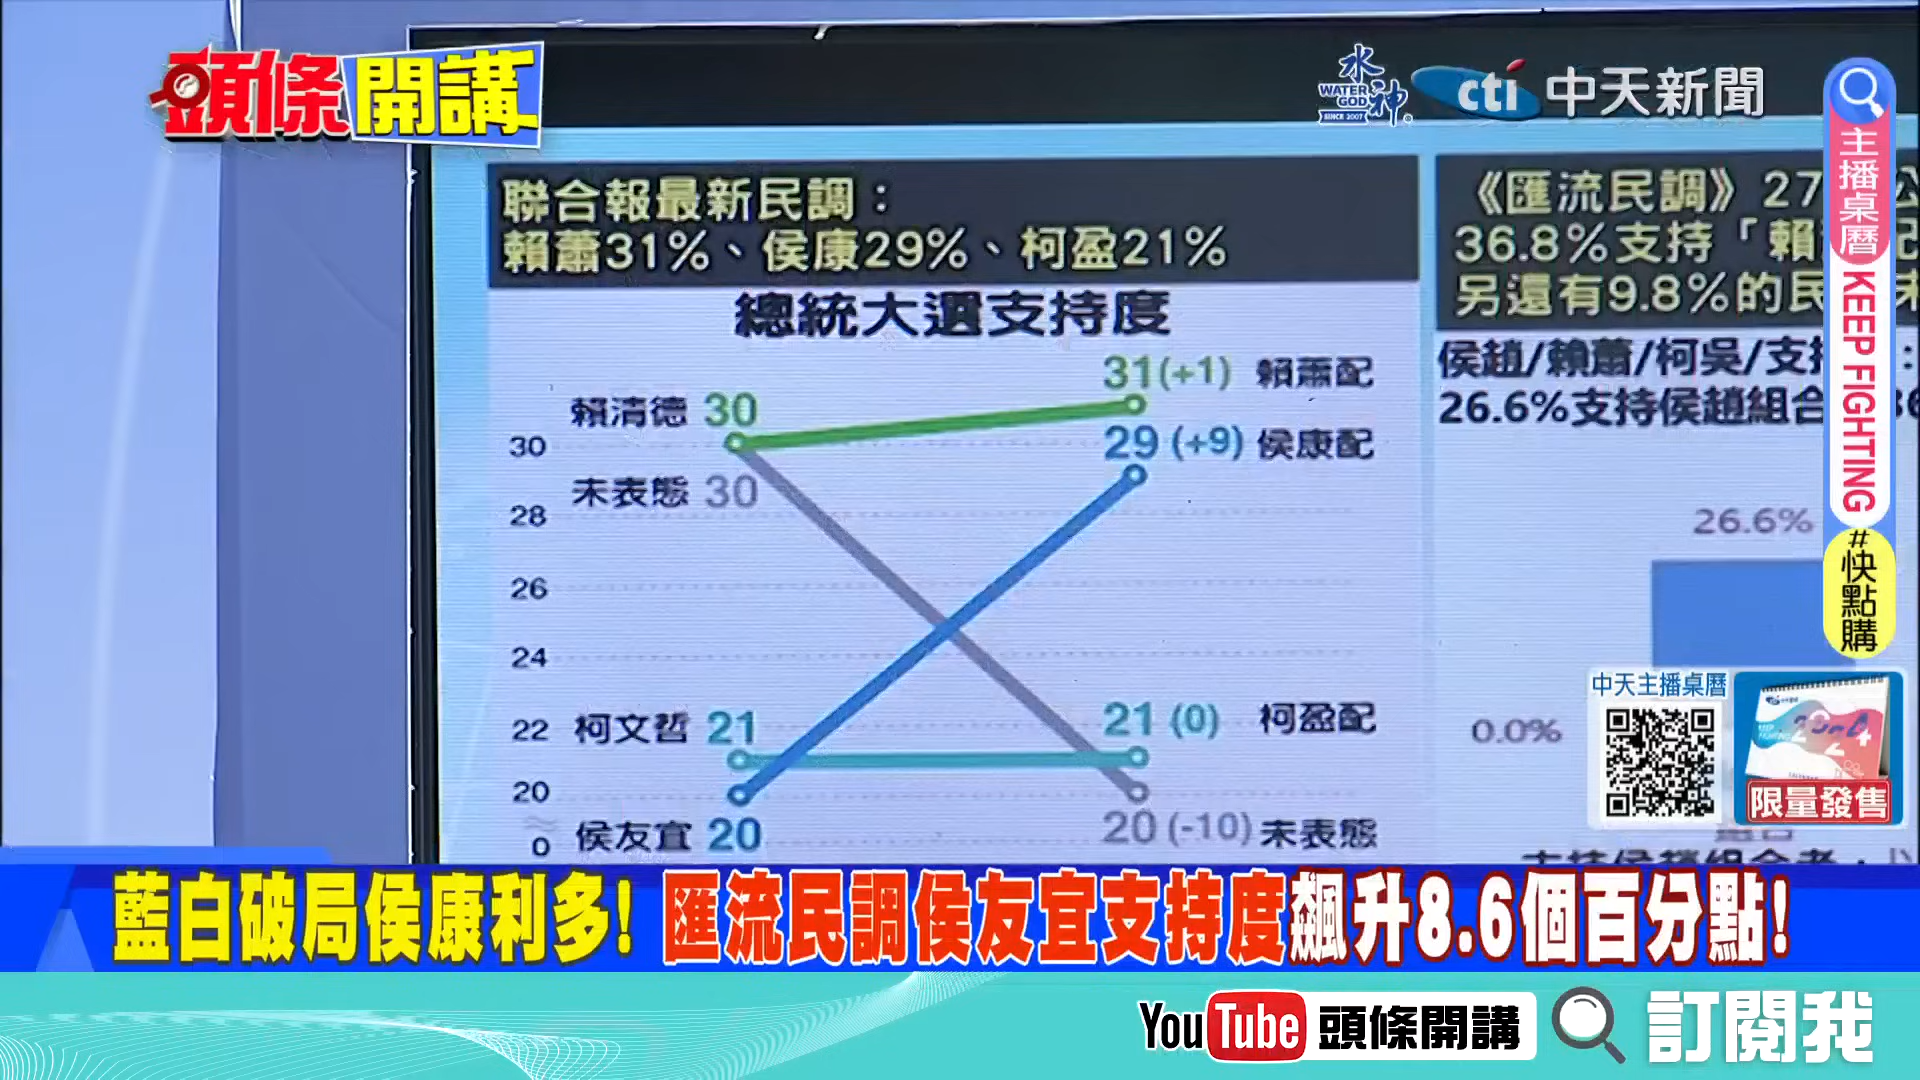 頭條開講
水神
WATER GOD
SINCE 2007
cti 中天新聞
聯合報最新民調：
賴蕭31%、侯康29%、柯盈21%
總統大選支持度
31(+1) 賴蕭配
賴清德 30
29 (+9) 侯康配
30
未表態 30
28
26
24
22 柯文哲 21
21 (0) 柯盈配
20
20 (-10) 未表態
0 侯友宜 20
《匯流民調》27
36.8%支持「賴
另還有9.8%的民
侯趙/賴蕭/柯吳/支持
26.6%支持侯趙組合
26.6%
0.0%
主播桌曆
KEEP FIGHTING
#快點購
中天主播桌曆
2024
限量發售
藍白破局侯康利多! 匯流民調侯友宜支持度飆升8.6個百分點!
YouTube 頭條開講 訂閱我